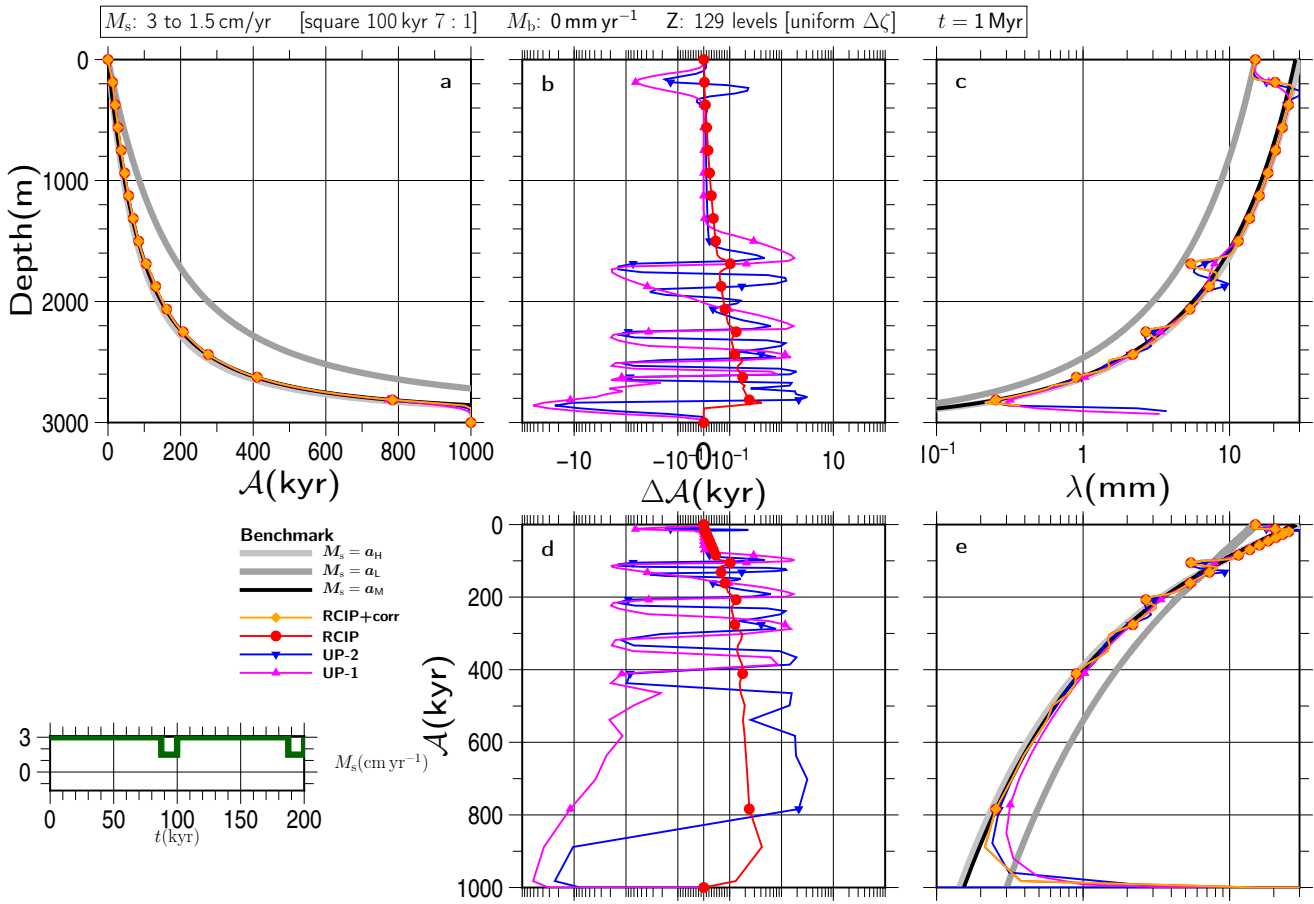 Mₛ: 3 to 1.5 cm/yr [square 100 kyr 7 : 1] M_b: 0 mm yr⁻¹ Z: 129 levels [uniform Δζ] t = 1 Myr
0
1000
2000
3000
Depth(m)
a
0 200 400 600 800 1000
𝒜(kyr)
b
−10 −10⁻¹ 0 10⁻¹ 10
Δ𝒜(kyr)
c
10⁻¹ 1 10
λ(mm)
Benchmark
Mₛ = a_H
Mₛ = a_L
Mₛ = a_M
RCIP+corr
RCIP
UP-2
UP-1
3
0
Mₛ(cm yr⁻¹)
0 50 100 150 200
t(kyr)
0
200
400
600
800
1000
𝒜(kyr)
d
e